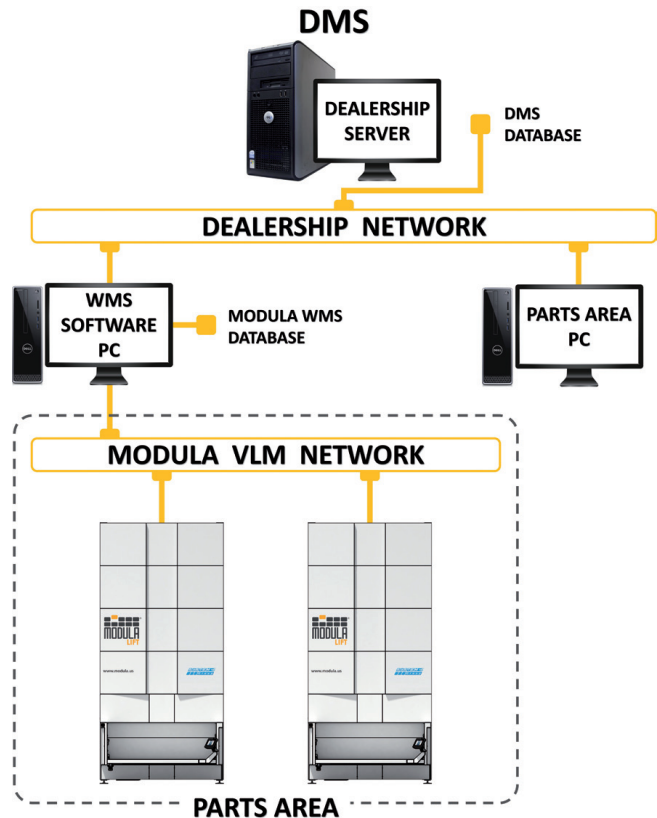 DMS
DEALERSHIP
SERVER
DMS
DATABASE
DEALERSHIP NETWORK
WMS
SOFTWARE
PC
MODULA WMS
DATABASE
PARTS AREA
PC
MODULA VLM NETWORK
MODULA
LIFT
www.modula.us
MODULA
LIFT
www.modula.us
PARTS AREA